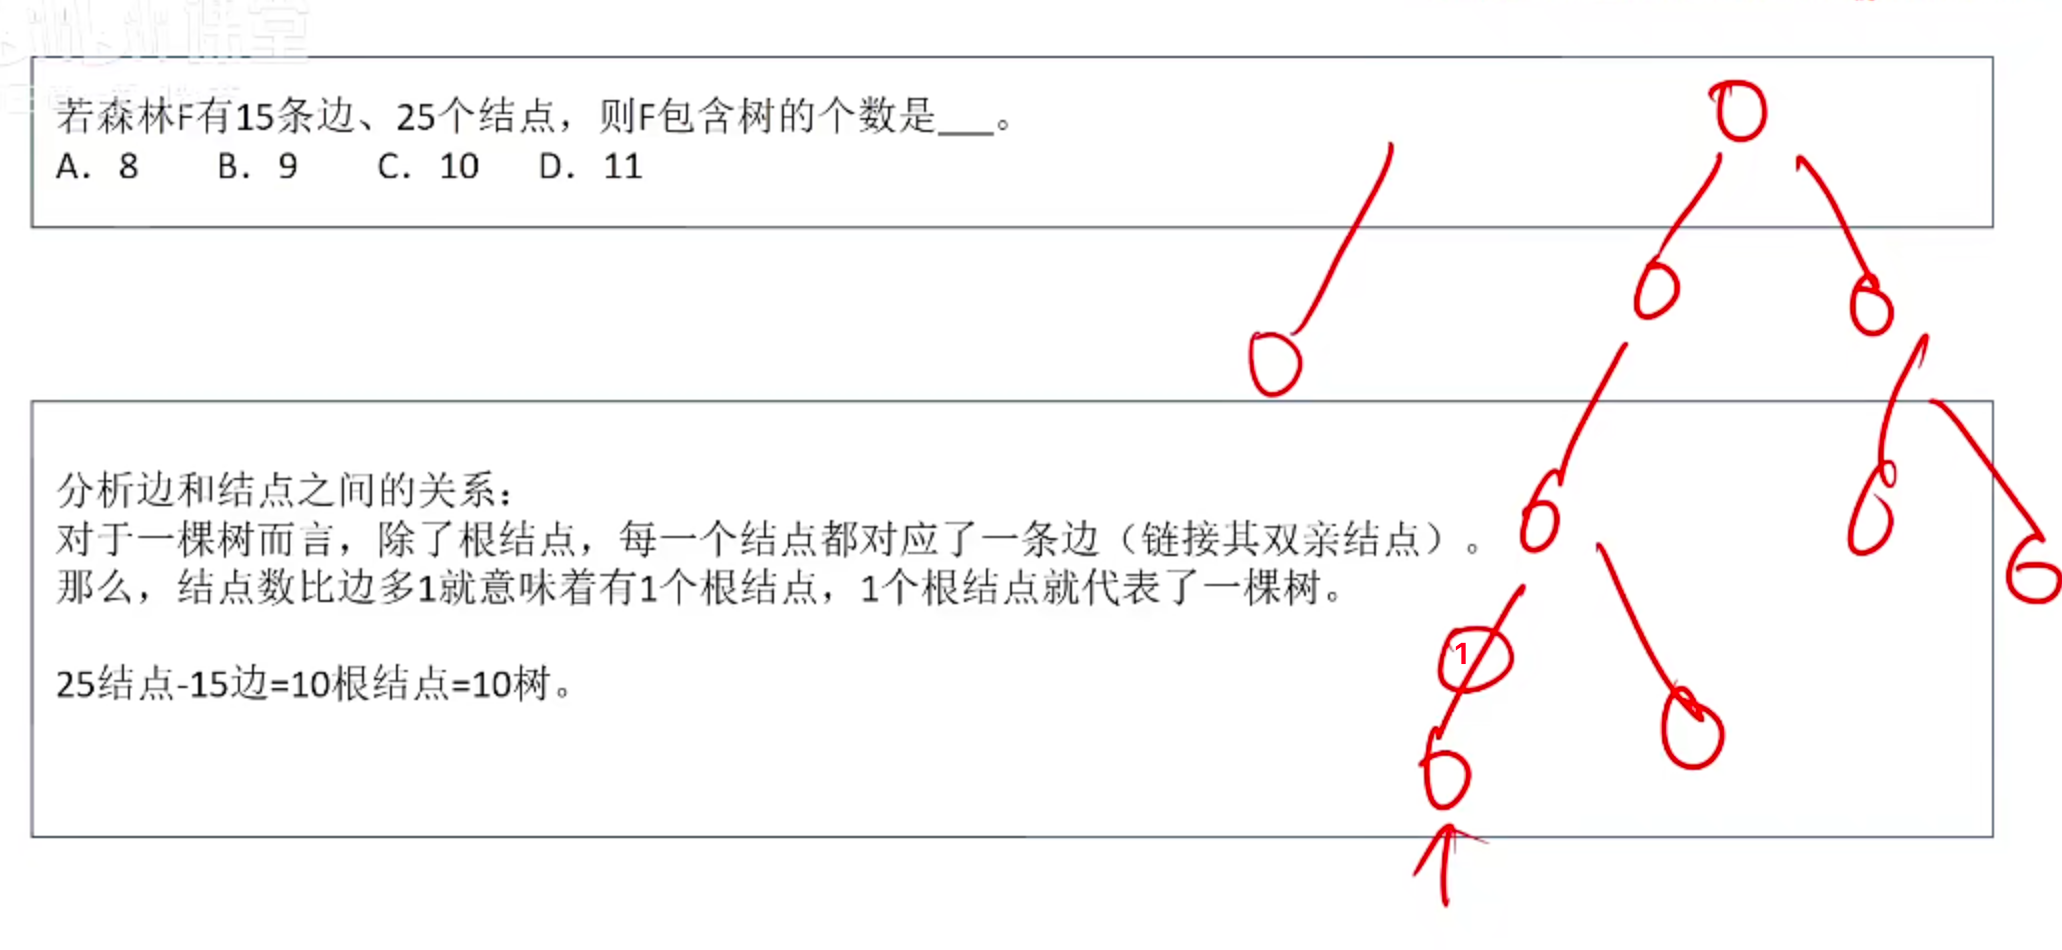 若森林F有15条边、25个结点，则F包含树的个数是___。
A. 8 B. 9 C. 10 D. 11
分析边和结点之间的关系：
对于一棵树而言，除了根结点，每一个结点都对应了一条边（链接其双亲结点）。
那么，结点数比边多1就意味着有1个根结点，1个根结点就代表了一棵树。
1
25结点-15边=10根结点=10树。